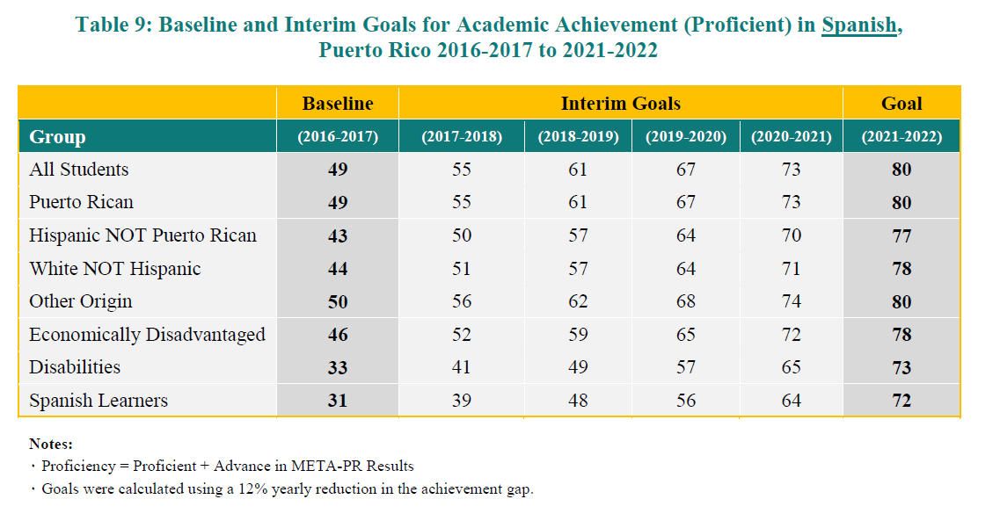 Table 9: Baseline and Interim Goals for Academic Achievement (Proficient) in Spanish,
Puerto Rico 2016-2017 to 2021-2022
Baseline Interim Goals Goal
Group (2016-2017) (2017-2018) (2018-2019) (2019-2020) (2020-2021) (2021-2022)
All Students 49 55 61 67 73 80
Puerto Rican 49 55 61 67 73 80
Hispanic NOT Puerto Rican 43 50 57 64 70 77
White NOT Hispanic 44 51 57 64 71 78
Other Origin 50 56 62 68 74 80
Economically Disadvantaged 46 52 59 65 72 78
Disabilities 33 41 49 57 65 73
Spanish Learners 31 39 48 56 64 72
Notes:
· Proficiency = Proficient + Advance in META-PR Results
· Goals were calculated using a 12% yearly reduction in the achievement gap.